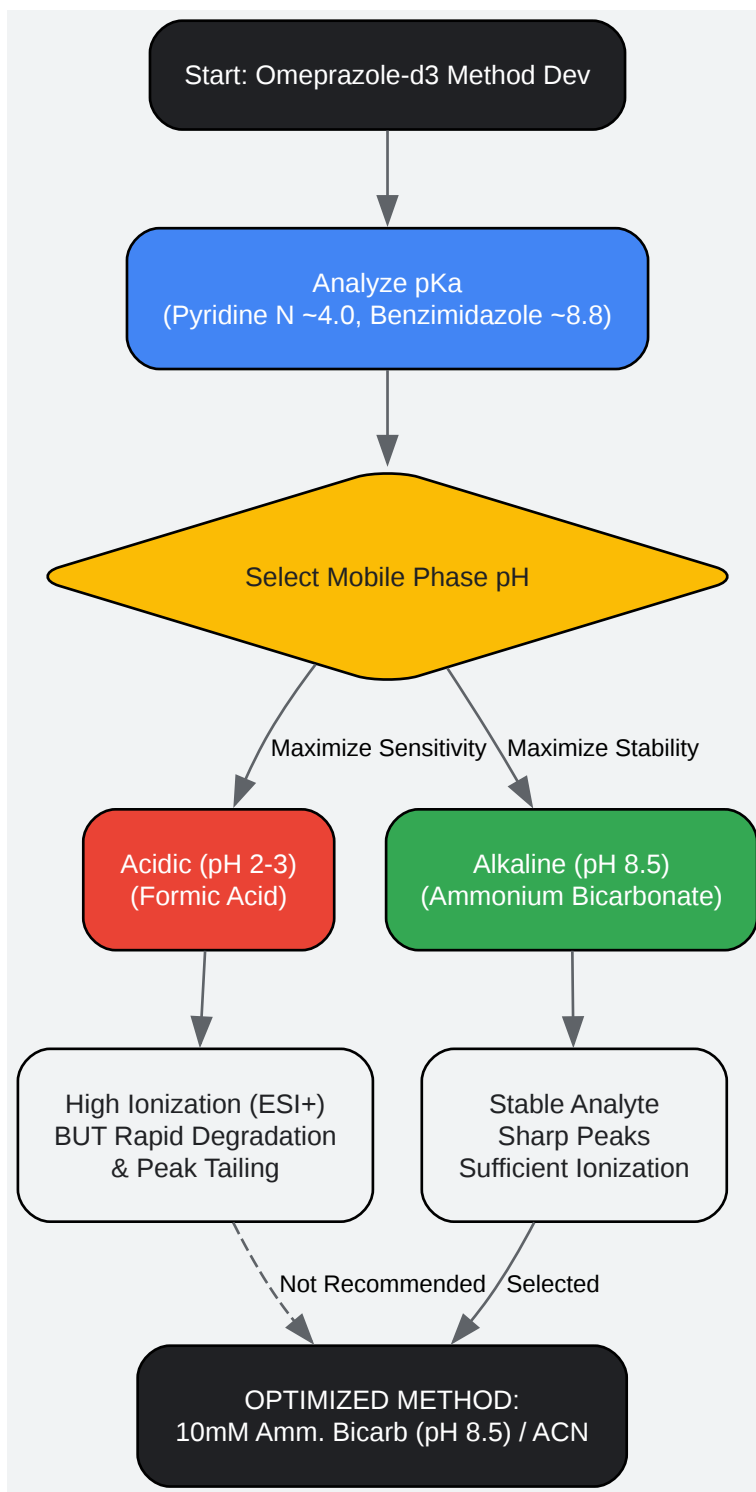 Start: Omeprazole-d3 Method Dev
Analyze pKa
(Pyridine N ~4.0, Benzimidazole ~8.8)
Select Mobile Phase pH
Maximize Sensitivity
Maximize Stability
Acidic (pH 2-3)
(Formic Acid)
Alkaline (pH 8.5)
(Ammonium Bicarbonate)
High Ionization (ESI+)
BUT Rapid Degradation
& Peak Tailing
Stable Analyte
Sharp Peaks
Sufficient Ionization
Not Recommended
Selected
OPTIMIZED METHOD:
10mM Amm. Bicarb (pH 8.5) / ACN